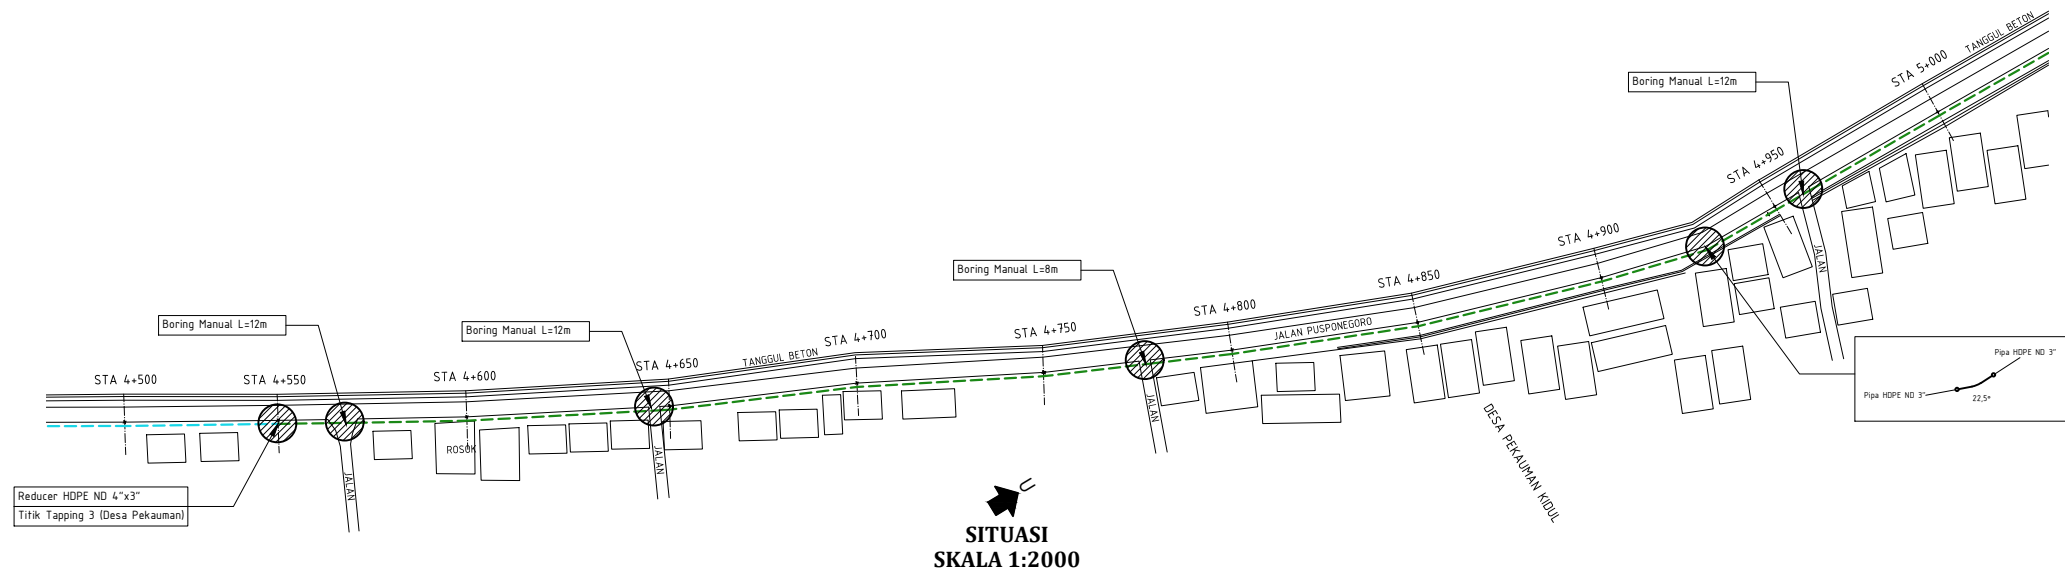 STA 4+500
STA 4+550
Boring Manual L=12m
STA 4+600
Boring Manual L=12m
STA 4+650
TANGGUL BETON
STA 4+700
STA 4+750
Boring Manual L=8m
STA 4+800
JALAN PUSPONEGORO
STA 4+850
STA 4+900
STA 4+950
Boring Manual L=12m
STA 5+000
TANGGUL BETON
JALAN
ROSOK
JALAN
JALAN
JALAN
DESA PEKAUMAN KIDUL
Pipa HDPE ND 3"
Pipa HDPE ND 3"
22,5°
Reducer HDPE ND 4"x3"
Titik Tapping 3 (Desa Pekauman)
U
SITUASI
SKALA 1:2000